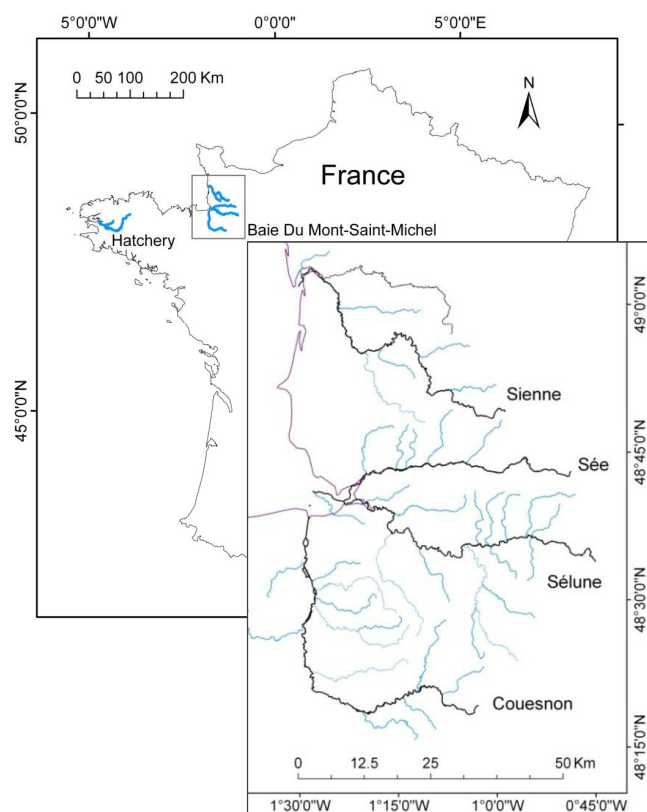 5°0'0"W 0°0'0" 5°0'0"E
0 50 100 200 Km
N
50°0'0"N
France
Hatchery
Baie Du Mont-Saint-Michel
45°0'0"N
49°0'0"N
Sienne
48°45'0"N
Sée
Sélune
48°30'0"N
Couesnon
48°15'0"N
0 12.5 25 50 Km
1°30'0"W 1°15'0"W 1°0'0"W 0°45'0"W